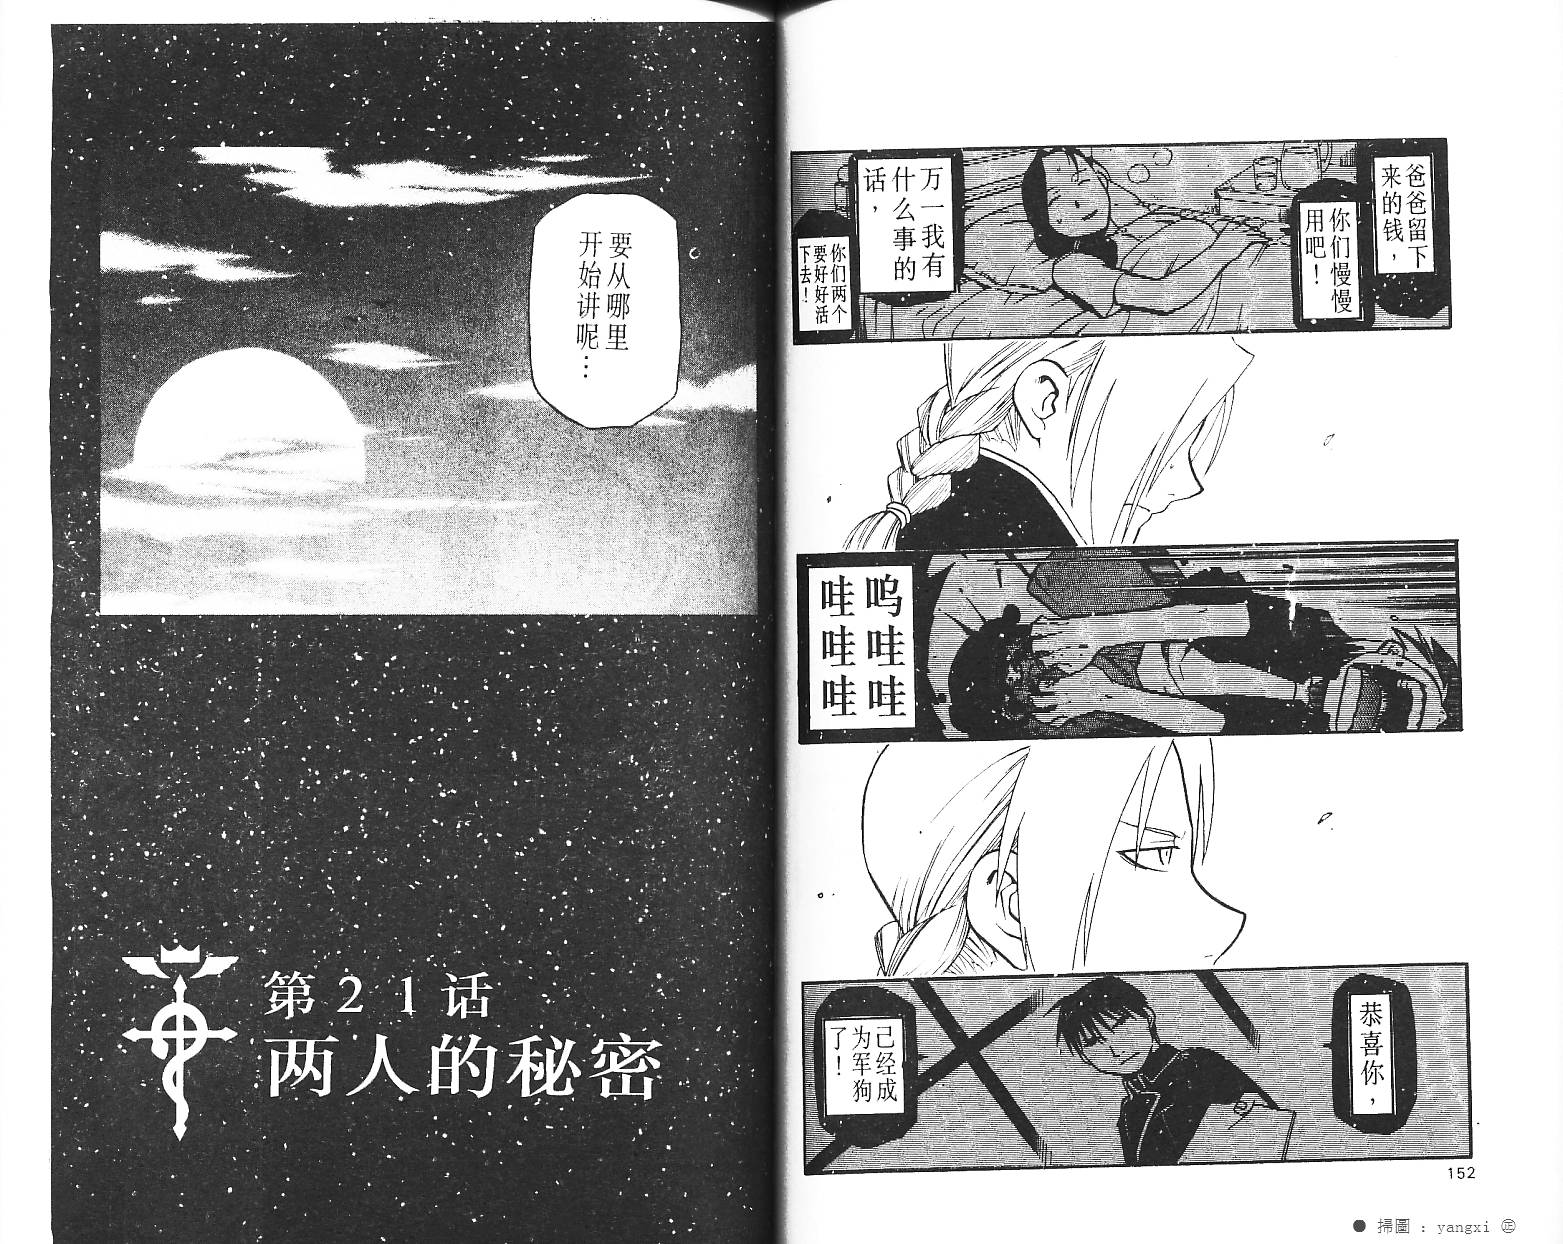 爸爸留下
来的钱，
你们慢慢
用吧！
万一我有
什么事的
话，
你们两个
要好好活
下去！
呜哇哇
哇哇哇
恭喜你，
己经成
为军狗
了！
152
要从哪里
开始讲呢…
第21话
两人的秘密
● 掃圖 : yangxi ㊣